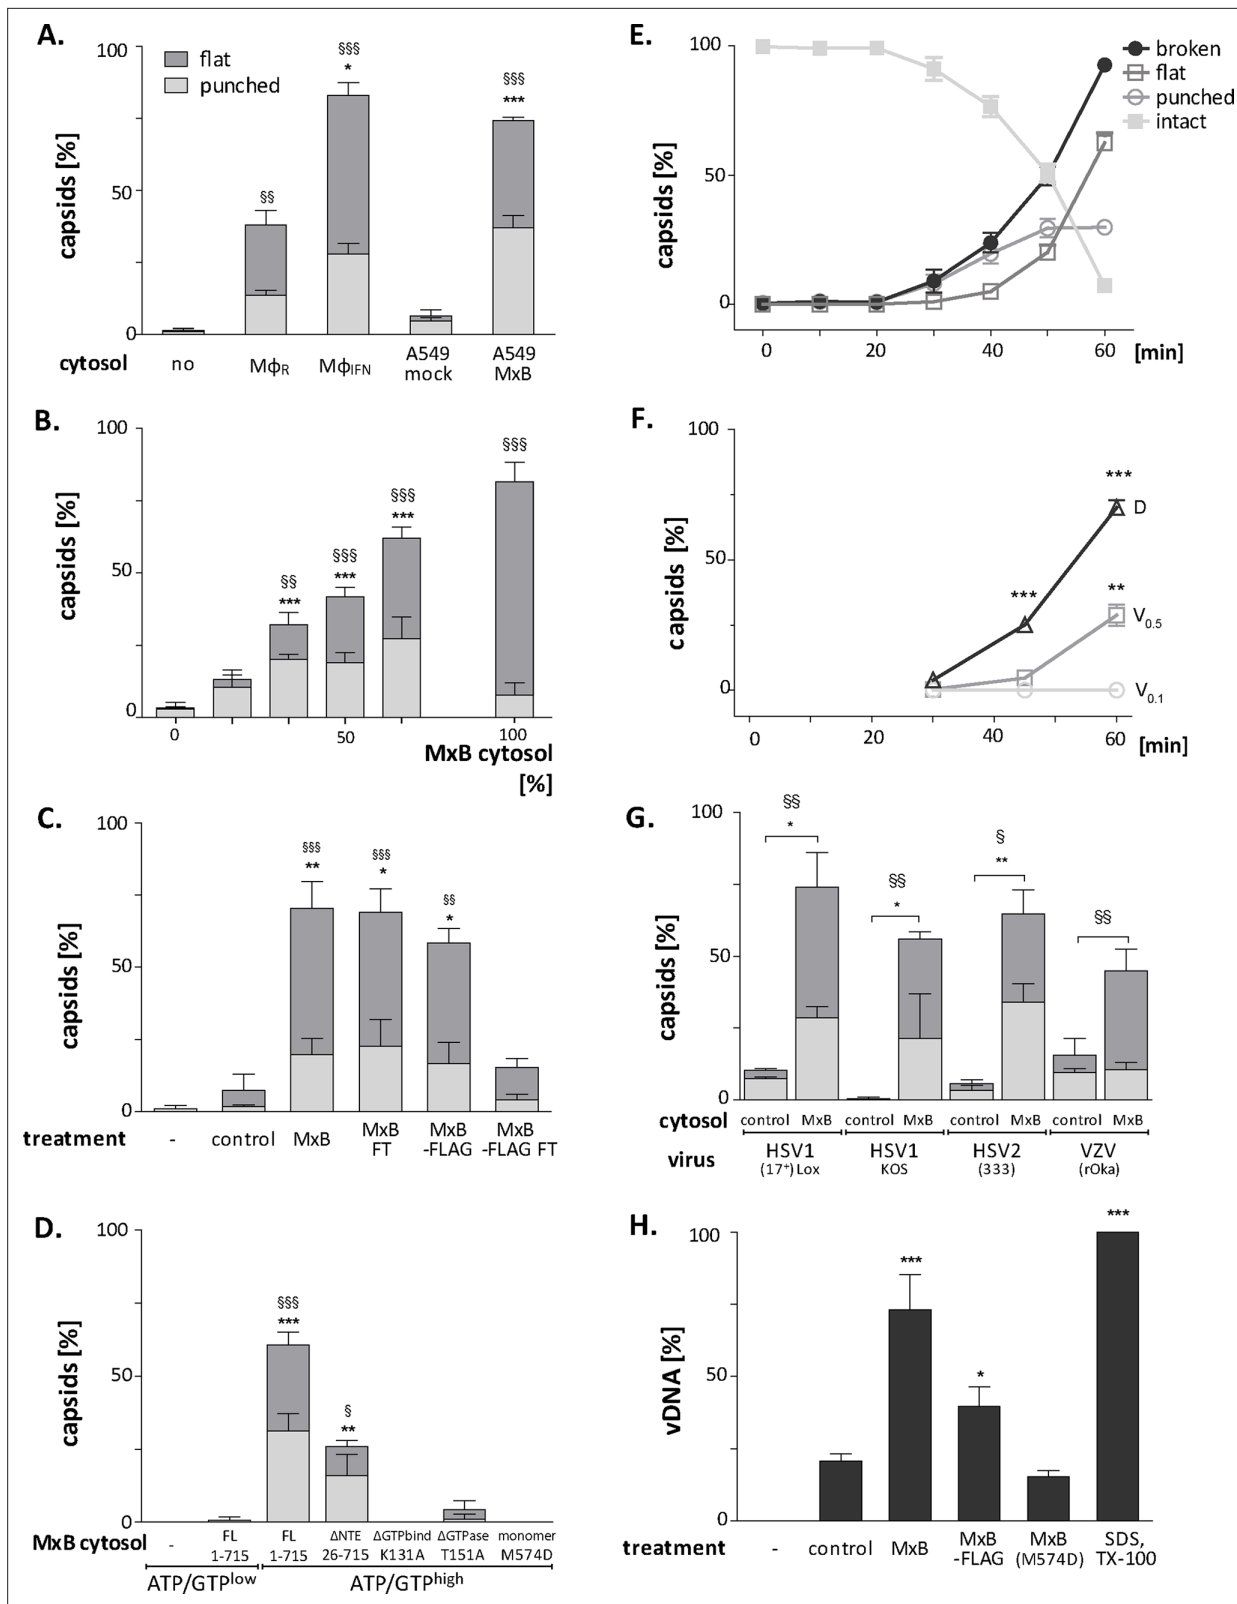 A.
100
50
0
capsids [%]
flat
punched
§§
§§§
*
§§§
***
cytosol
no
MϕR
MϕIFN
A549 mock
A549 MxB
B.
100
50
0
capsids [%]
§§
***
§§§
***
§§§
***
§§§
0
50
100
MxB cytosol
[%]
C.
100
50
0
capsids [%]
§§§
**
§§§
*
§§
*
treatment
-
control
MxB
MxB FT
MxB -FLAG
MxB -FLAG FT
D.
100
50
0
capsids [%]
§§§
***
§
**
MxB cytosol
-
FL 1-715
FL 1-715
ΔNTE 26-715
ΔGTPbind K131A
ΔGTPase T151A
monomer M574D
ATP/GTPlow
ATP/GTPhigh
E.
100
50
0
capsids [%]
broken
flat
punched
intact
0
20
40
60
[min]
F.
100
50
0
capsids [%]
***
***
**
D
V0.5
V0.1
0
20
40
60
[min]
G.
100
50
0
capsids [%]
§§
*
§§
*
§
**
§§
cytosol
control MxB control MxB control MxB control MxB
virus
HSV1 (17+) Lox
HSV1 KOS
HSV2 (333)
VZV (rOka)
H.
100
50
0
vDNA [%]
***
*
***
treatment
-
control
MxB
MxB -FLAG
MxB (M574D)
SDS, TX-100